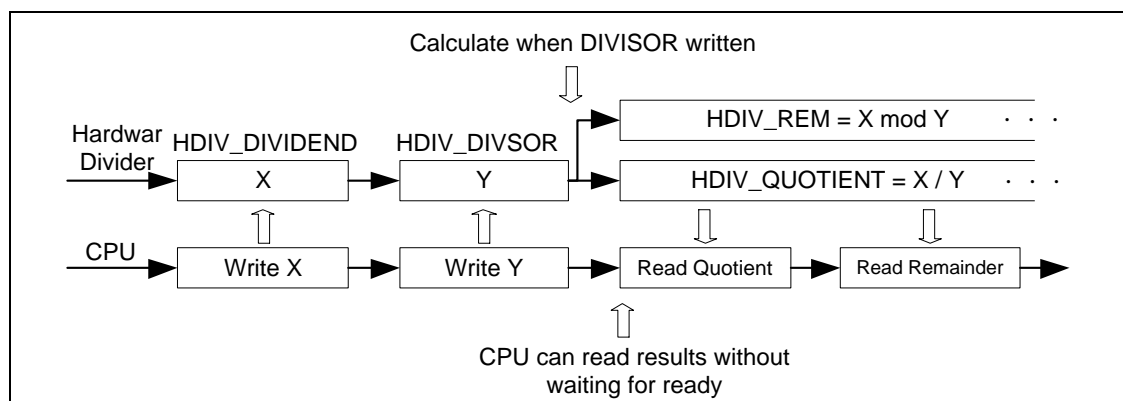 Calculate when DIVISOR written
Hardwar
Divider
HDIV_DIVIDEND
HDIV_DIVSOR
HDIV_REM = X mod Y
· · ·
X
Y
HDIV_QUOTIENT = X / Y
· · ·
CPU
Write X
Write Y
Read Quotient
Read Remainder
CPU can read results without
waiting for ready